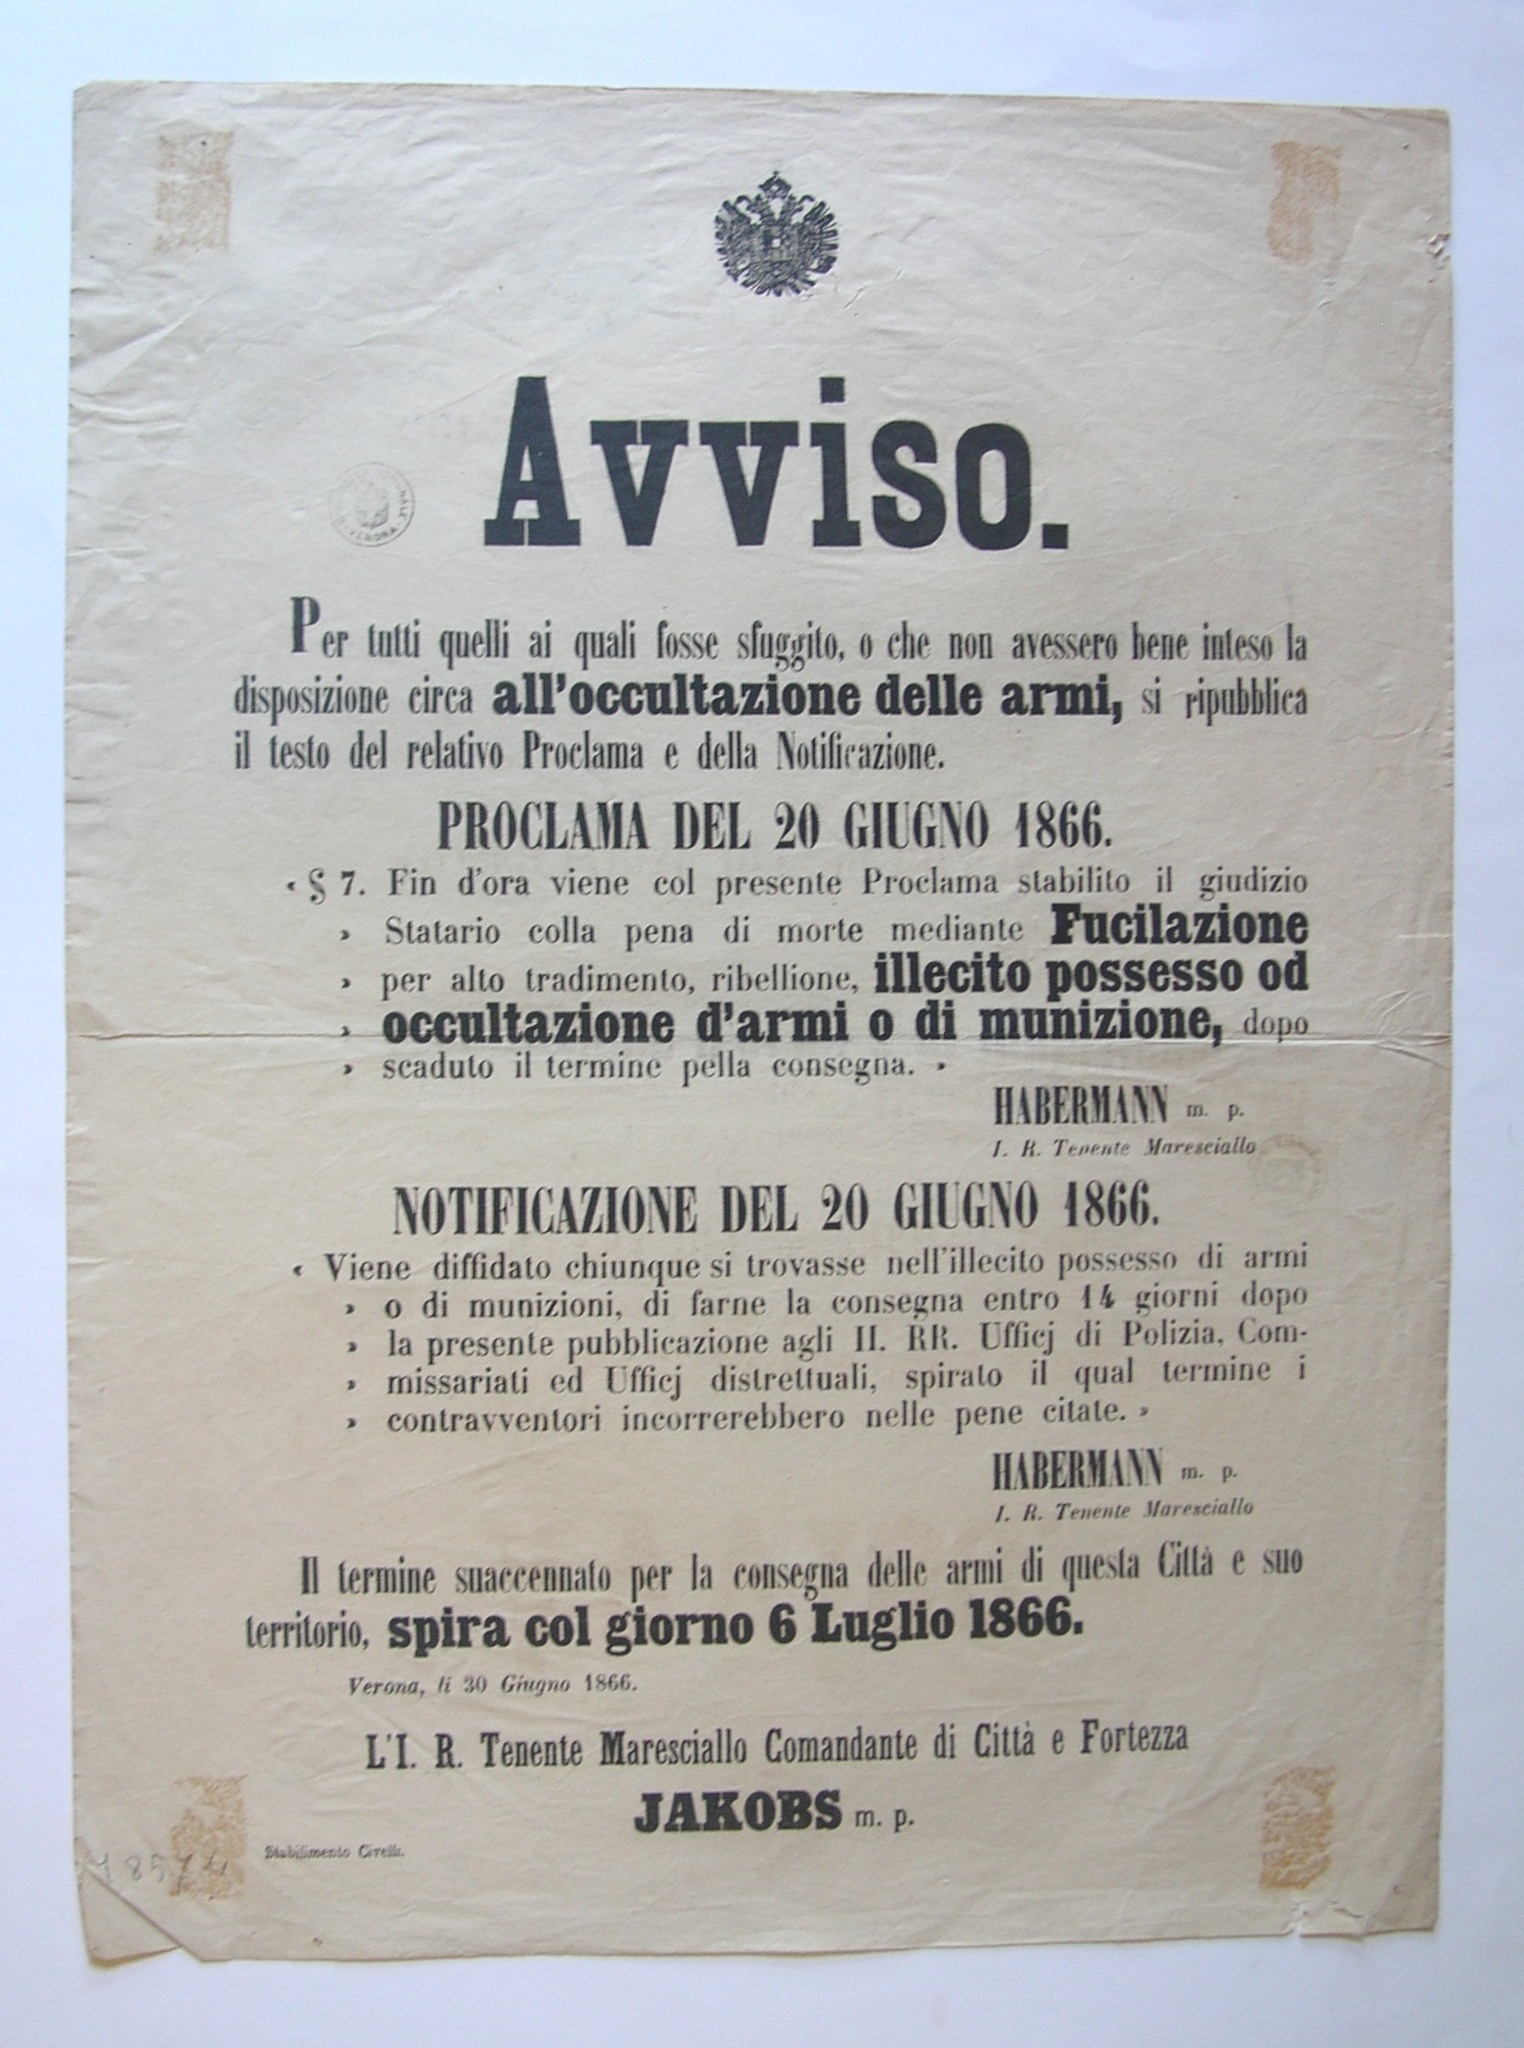 Avviso.
VERONA
Per tutti quelli ai quali fosse sfuggito, o che non avessero bene inteso la
disposizione circa all'occultazione delle armi, si ripubblica
il testo del relativo Proclama e della Notificazione.
PROCLAMA DEL 20 GIUGNO 1866.
« § 7. Fin d'ora viene col presente Proclama stabilito il giudizio
» Statario colla pena di morte mediante Fucilazione
» per alto tradimento, ribellione, illecito possesso od
» occultazione d'armi o di munizione, dopo
» scaduto il termine pella consegna. »
HABERMANN m. p.
I. R. Tenente Maresciallo
NOTIFICAZIONE DEL 20 GIUGNO 1866.
« Viene diffidato chiunque si trovasse nell'illecito possesso di armi
» o di munizioni, di farne la consegna entro 14 giorni dopo
» la presente pubblicazione agli II. RR. Ufficj di Polizia, Com-
» missariati ed Ufficj distrettuali, spirato il qual termine i
» contravventori incorrerebbero nelle pene citate. »
HABERMANN m. p.
I. R. Tenente Maresciallo
Il termine suaccennato per la consegna delle armi di questa Città e suo
territorio, spira col giorno 6 Luglio 1866.
Verona, li 30 Giugno 1866.
L'I. R. Tenente Maresciallo Comandante di Città e Fortezza
JAKOBS m. p.
Stabilimento Civelli.